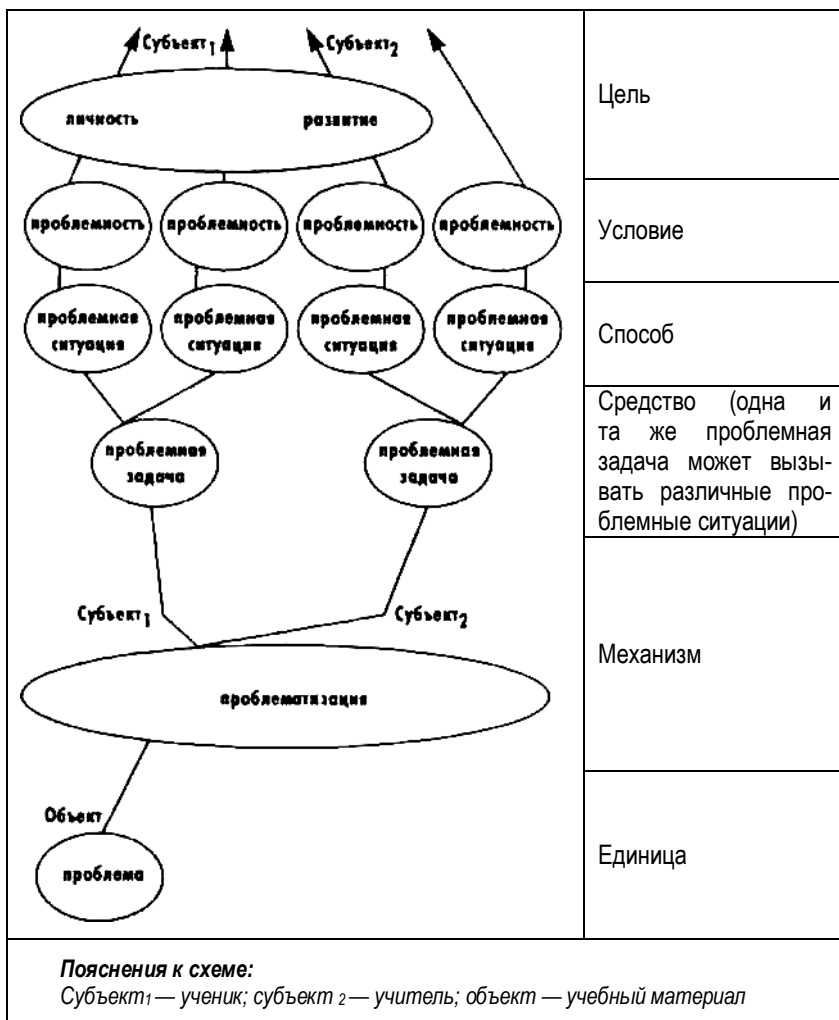 Субъект1 Субъект2
личность развитие
Цель
проблемность проблемность проблемность проблемность
Условие
проблемная проблемная проблемная проблемная
ситуация ситуация ситуация ситуация
Способ
Средство (одна и
та же проблемная
задача может вызы-
вать различные про-
блемные ситуации)
проблемная проблемная
задача задача
Субъект1 Субъект2
Механизм
проблематизация
Объект
проблема
Единица
Пояснения к схеме:
Субъект1 — ученик; субъект 2 — учитель; объект — учебный материал